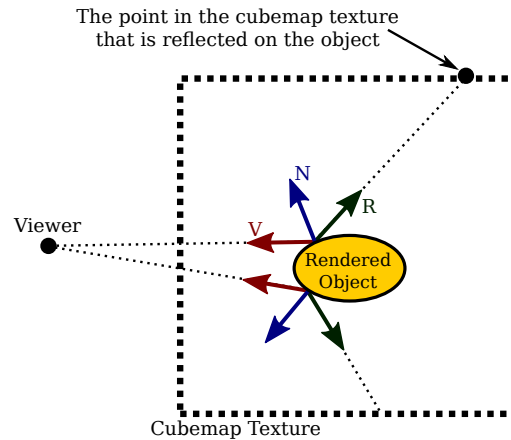 The point in the cubemap texture
that is reflected on the object
N
R
V
Viewer
Rendered
Object
Cubemap Texture